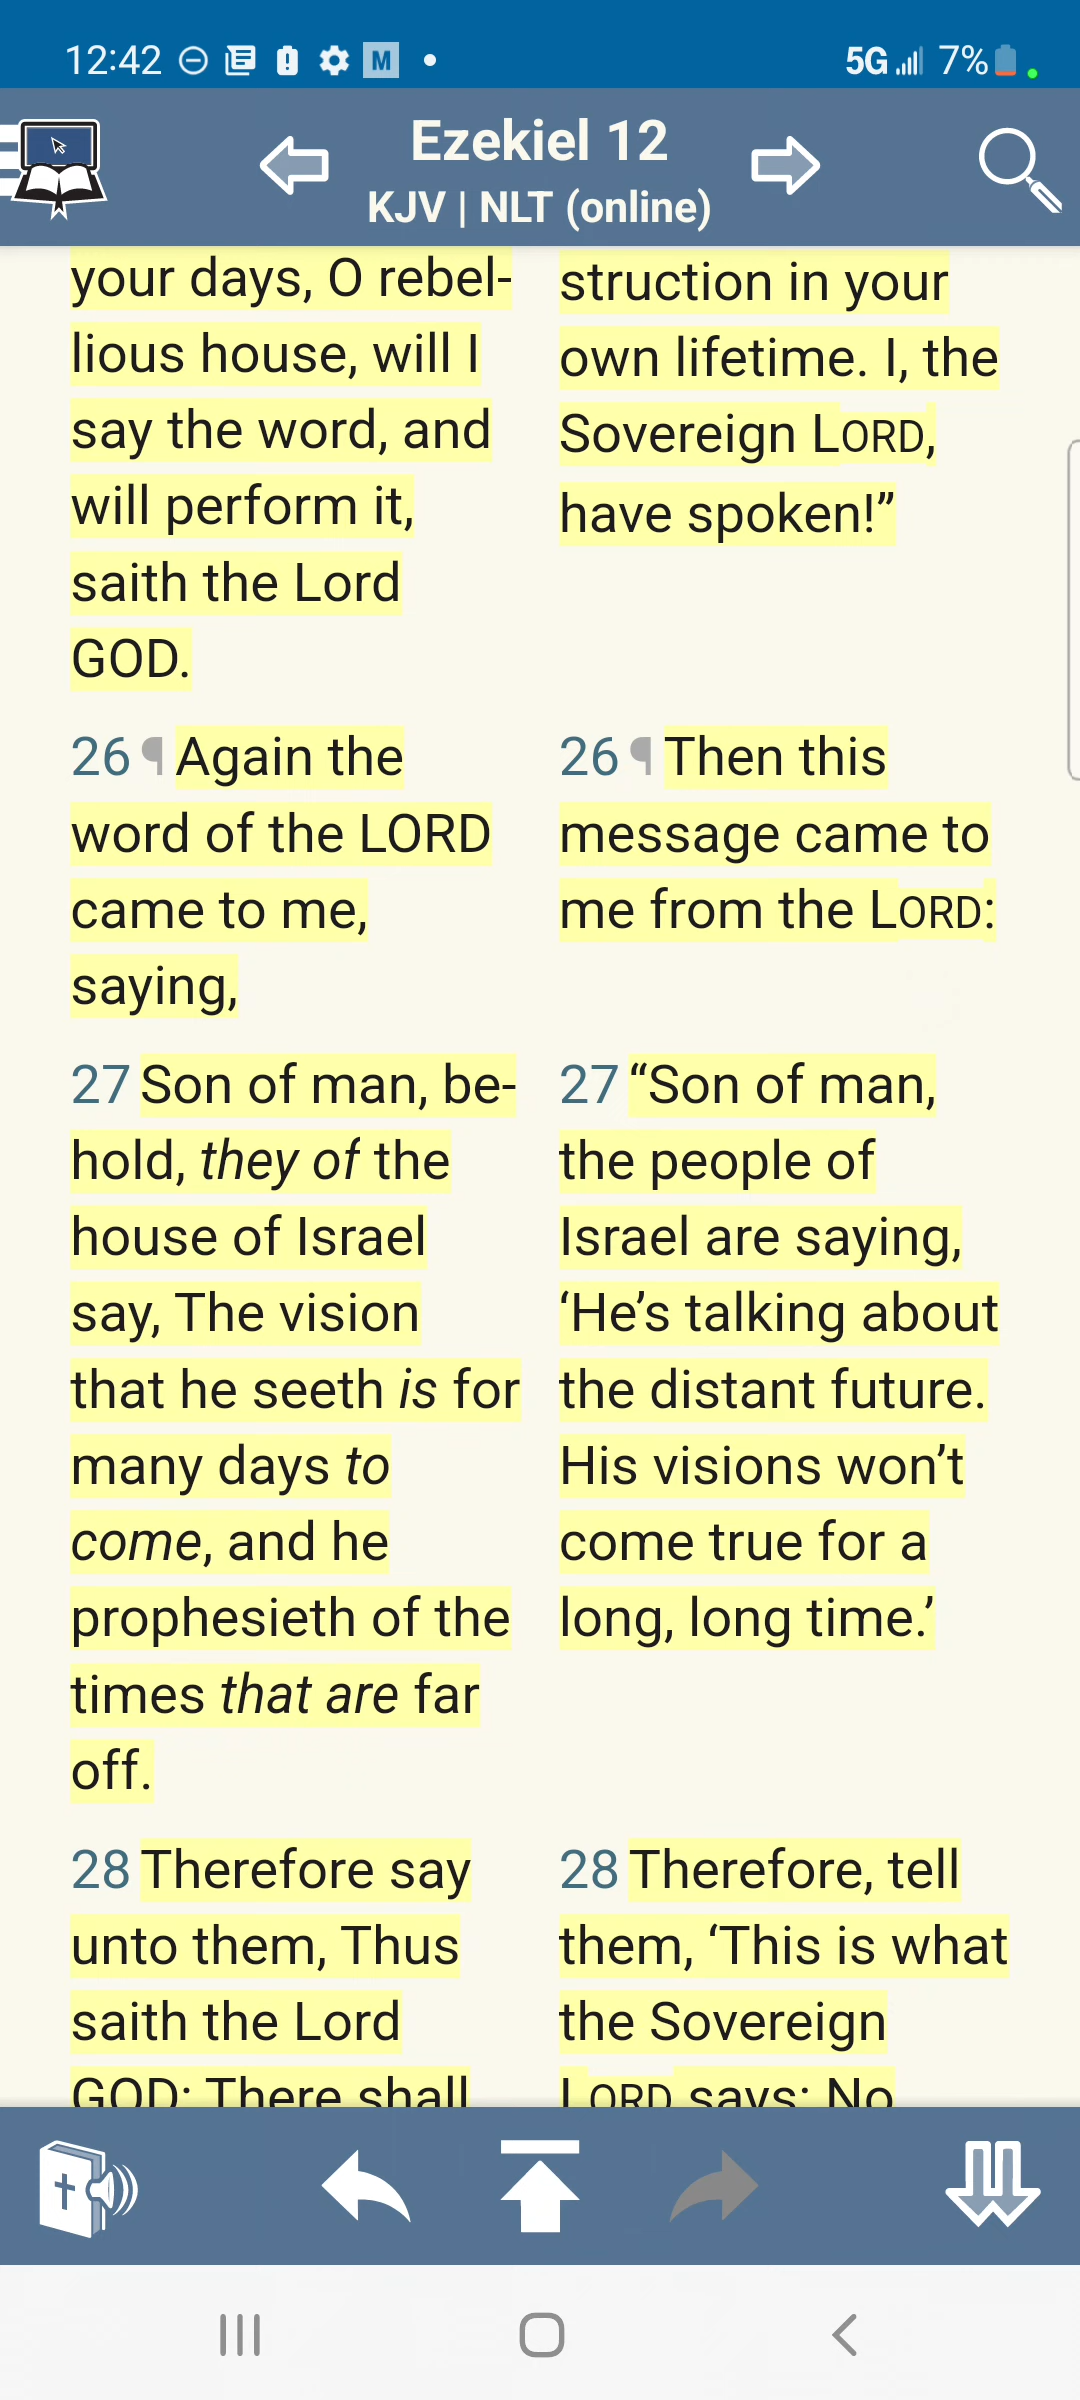 12:42
M
5G
7%
Ezekiel 12
KJV | NLT (online)
your days, O rebel-
lious house, will I
say the word, and
will perform it,
saith the Lord
GOD.
26 ¶ Again the
word of the LORD
came to me,
saying,
27 Son of man, be-
hold, they of the
house of Israel
say, The vision
that he seeth is for
many days to
come, and he
prophesieth of the
times that are far
off.
28 Therefore say
unto them, Thus
saith the Lord
GOD: There shall
struction in your
own lifetime. I, the
Sovereign LORD,
have spoken!”
26 ¶ Then this
message came to
me from the LORD:
27 “Son of man,
the people of
Israel are saying,
‘He’s talking about
the distant future.
His visions won’t
come true for a
long, long time.’
28 Therefore, tell
them, ‘This is what
the Sovereign
LORD says: No